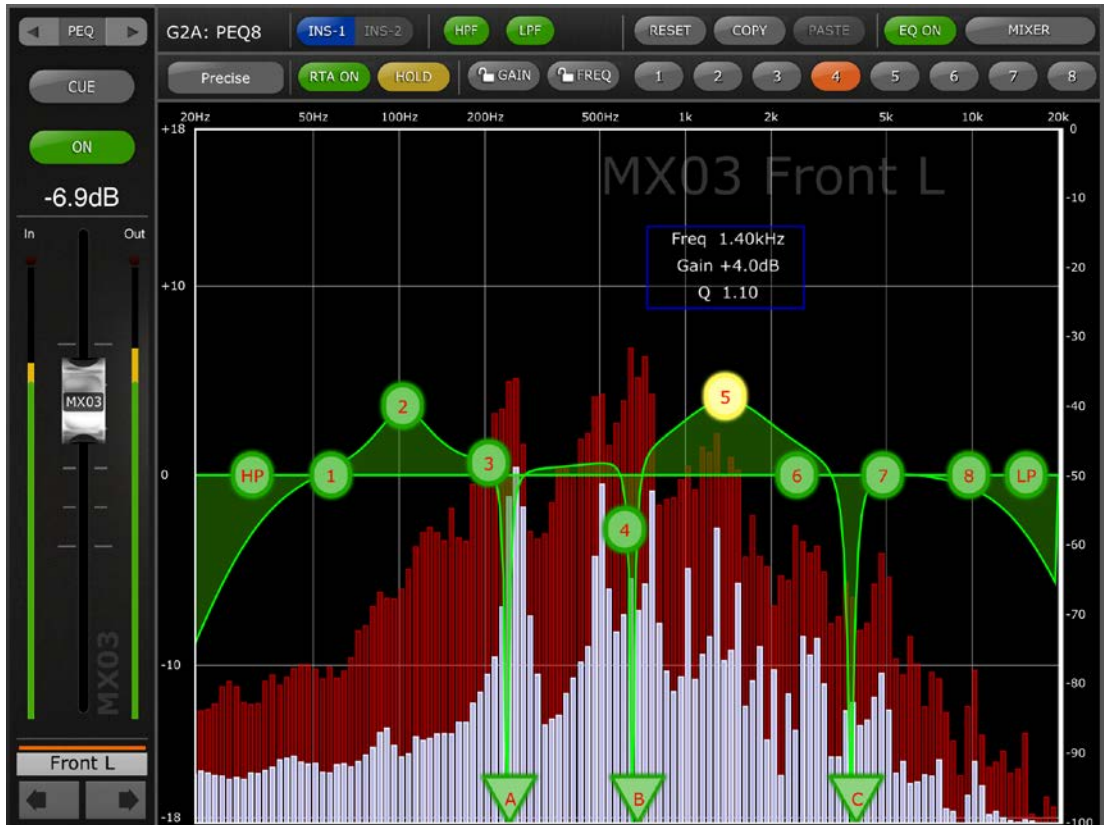 PEQ
G2A: PEQ8
INS-1 INS-2
HPF LPF
RESET COPY PASTE
EQ ON
MIXER
CUE
Precise
RTA ON HOLD
GAIN FREQ
1 2 3 4 5 6 7 8
ON
-6.9dB
In Out
MX03
MX03
Front L
20Hz 50Hz 100Hz 200Hz 500Hz 1k 2k 5k 10k 20k
+18
+10
0
-10
-18
0
-10
-20
-30
-40
-50
-60
-70
-80
-90
-100
MX03 Front L
Freq 1.40kHz
Gain +4.0dB
Q 1.10
HP 1 2 3 4 5 6 7 8 LP
A B C